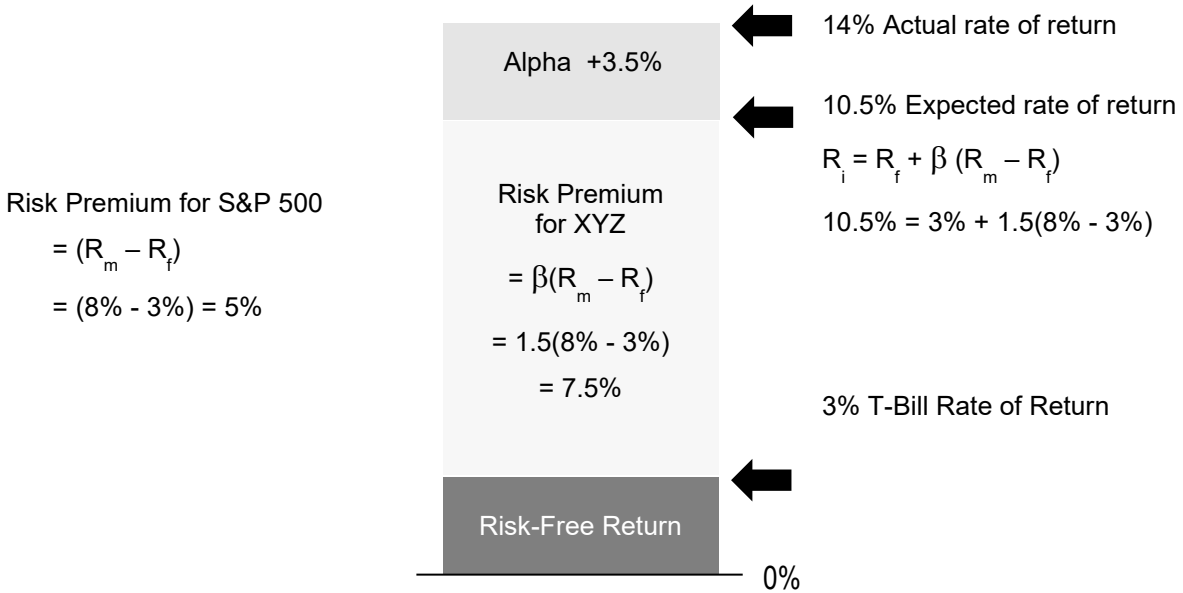 14% Actual rate of return
Alpha +3.5%
10.5% Expected rate of return
R_i = R_f + β (R_m – R_f)
10.5% = 3% + 1.5(8% - 3%)
Risk Premium for S&P 500
= (R_m – R_f)
= (8% - 3%) = 5%
Risk Premium
for XYZ
= β(R_m – R_f)
= 1.5(8% - 3%)
= 7.5%
3% T-Bill Rate of Return
Risk-Free Return
0%